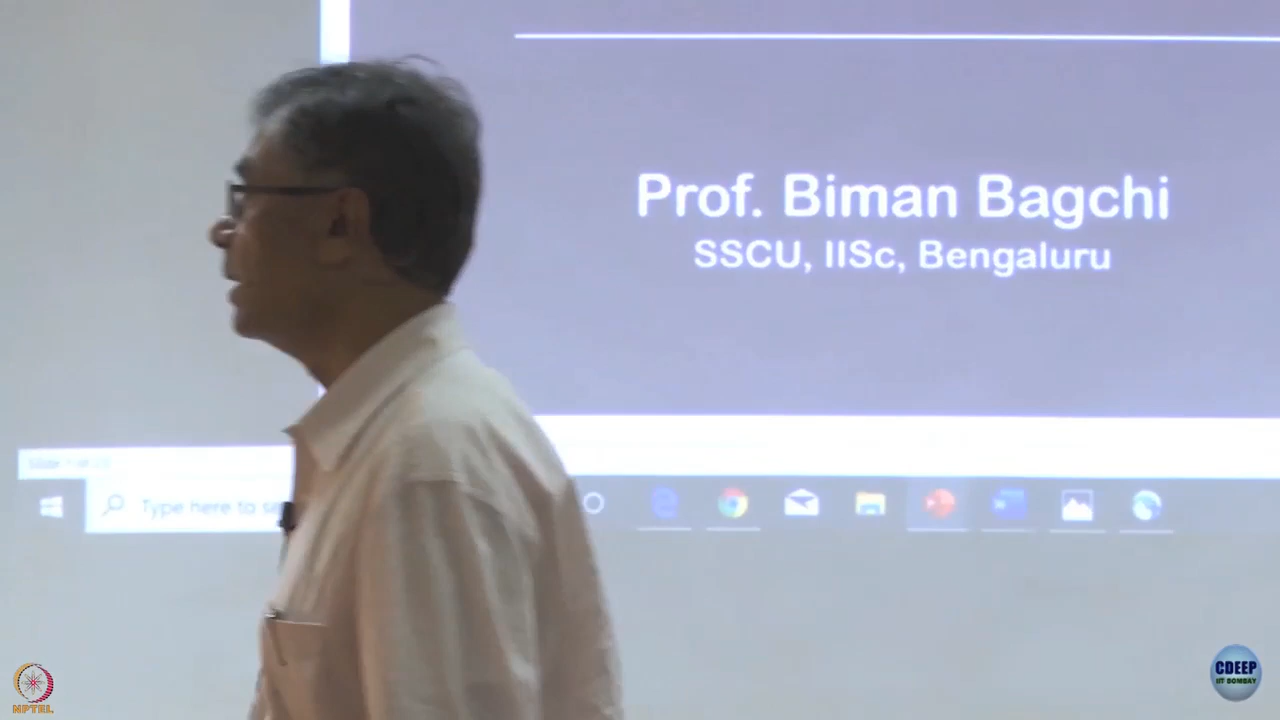 Prof. Biman Bagchi
SSCU, IISc, Bengaluru
Type here to se
NPTEL
CDEEP
IIT BOMBAY